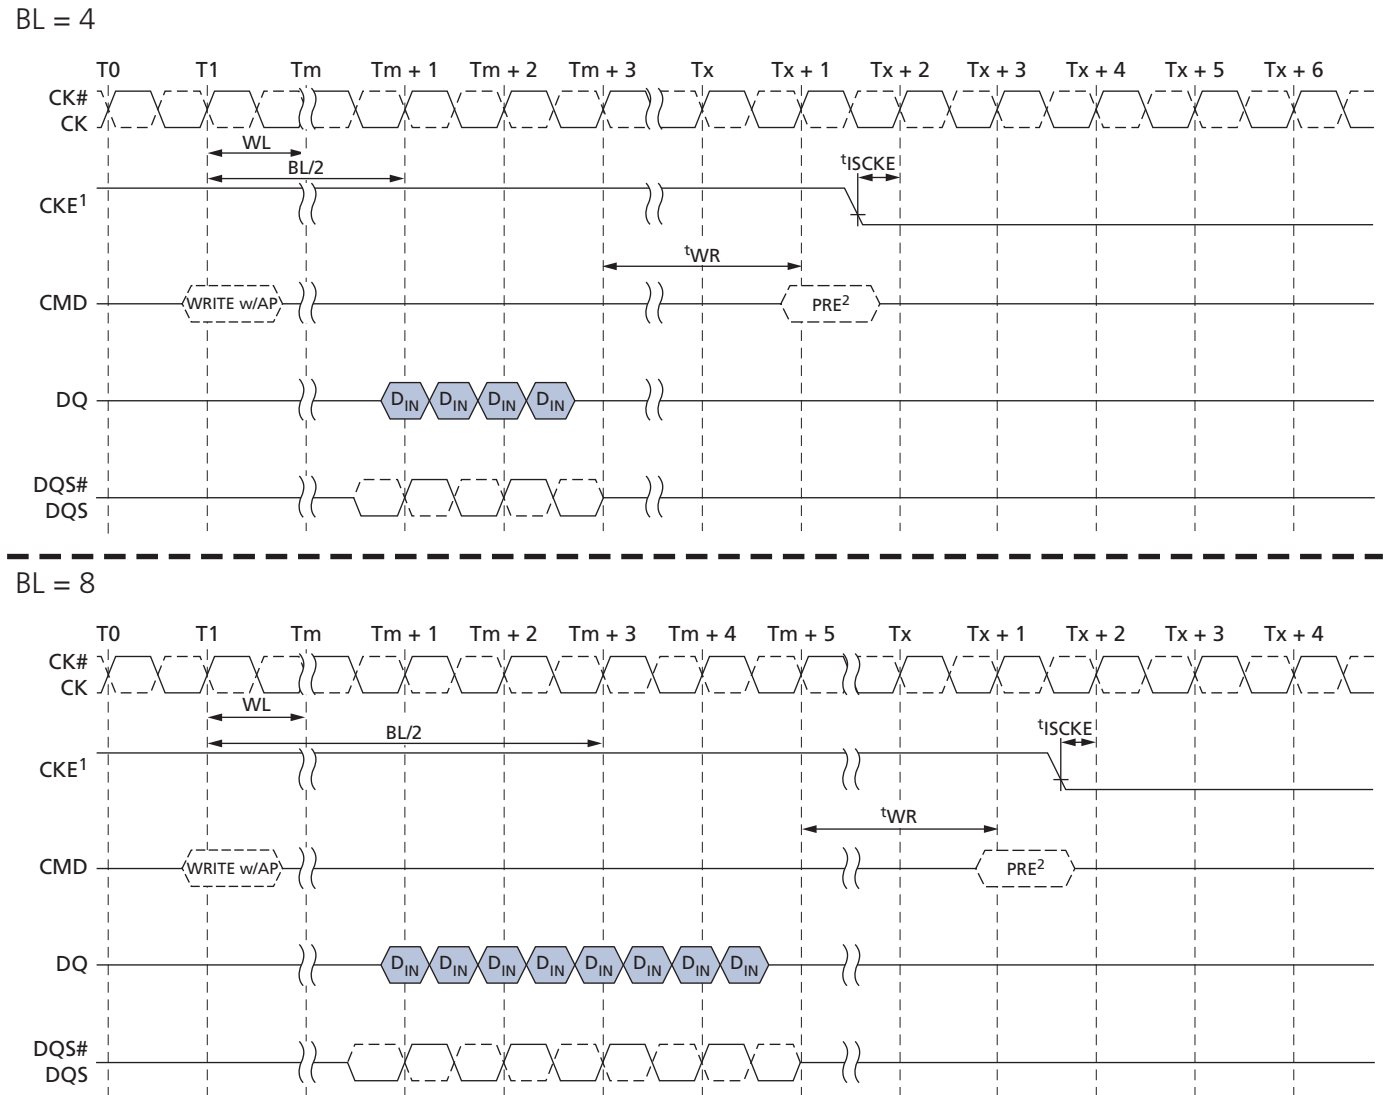 BL = 4
T0 T1 Tm Tm + 1 Tm + 2 Tm + 3 Tx Tx + 1 Tx + 2 Tx + 3 Tx + 4 Tx + 5 Tx + 6
CK#
CK
WL
BL/2
tISCKE
CKE1
tWR
CMD WRITE w/AP PRE2
DQ DIN DIN DIN DIN
DQS#
DQS
BL = 8
T0 T1 Tm Tm + 1 Tm + 2 Tm + 3 Tm + 4 Tm + 5 Tx Tx + 1 Tx + 2 Tx + 3 Tx + 4
CK#
CK
WL
BL/2
tISCKE
CKE1
tWR
CMD WRITE w/AP PRE2
DQ DIN DIN DIN DIN DIN DIN DIN DIN
DQS#
DQS